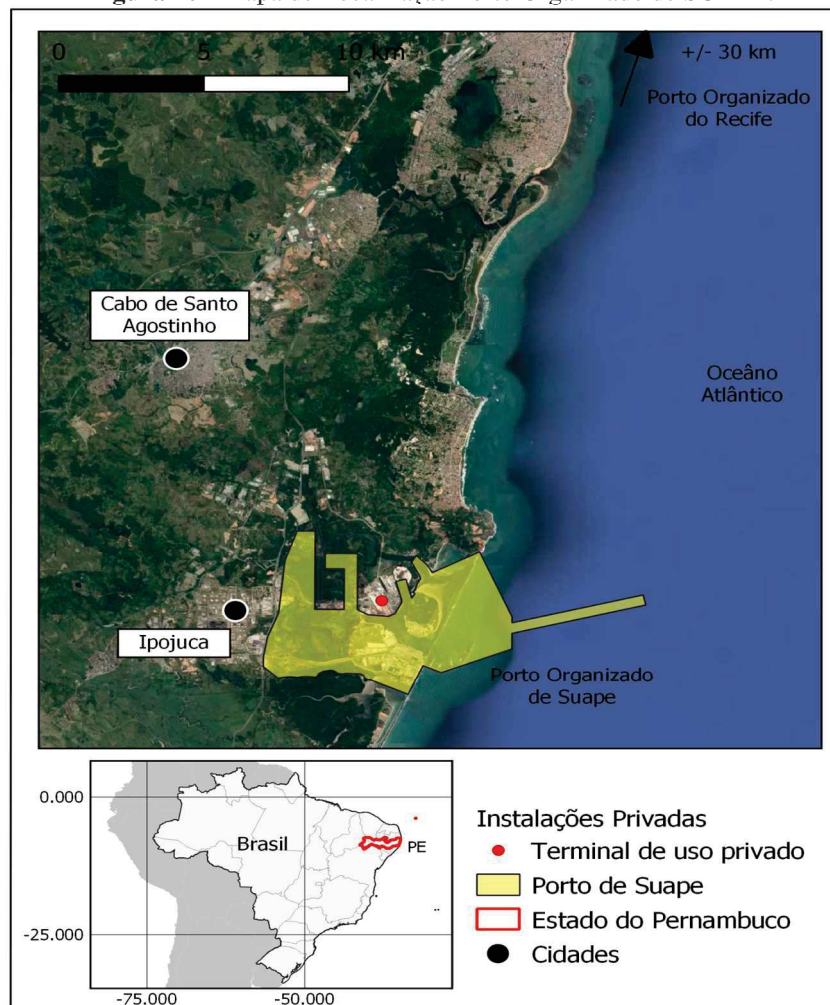 0 5 10 km
+/- 30 km
Porto Organizado
do Recife
Cabo de Santo
Agostinho
Oceâno
Atlântico
Ipojuca
Porto Organizado
de Suape
0.000
-25.000
-75.000 -50.000
Brasil
PE
Instalações Privadas
Terminal de uso privado
Porto de Suape
Estado do Pernambuco
Cidades